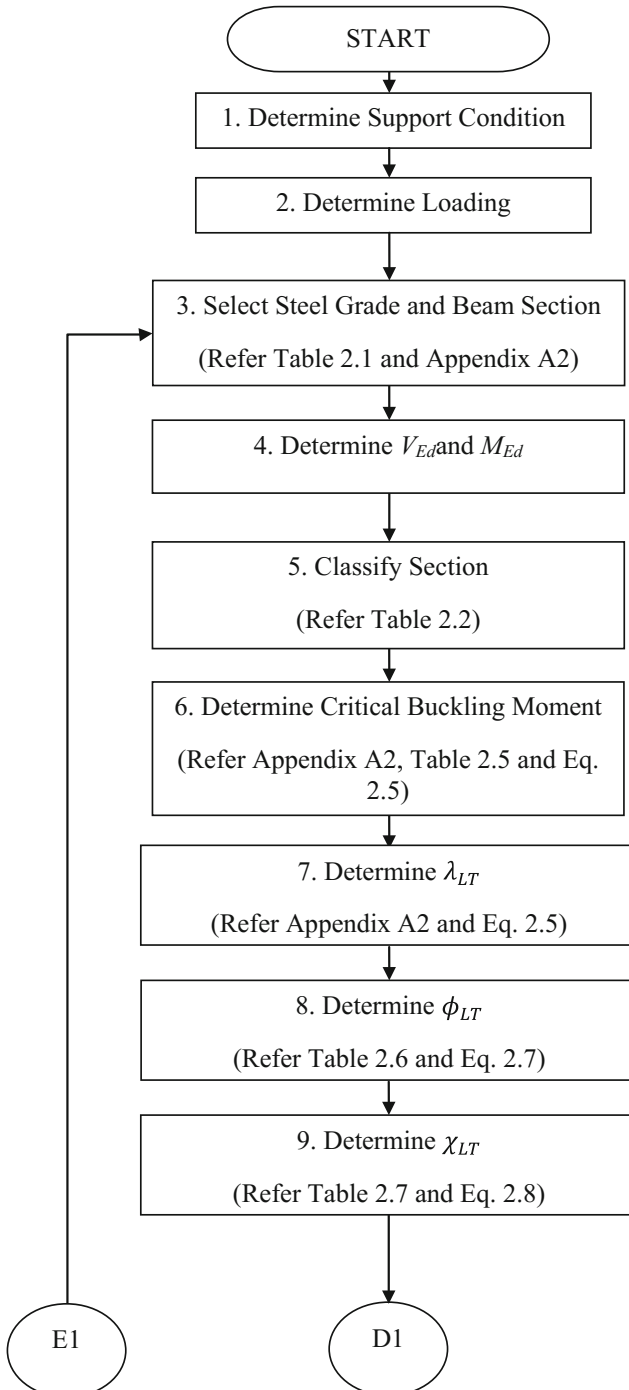 START
1. Determine Support Condition
2. Determine Loading
3. Select Steel Grade and Beam Section
(Refer Table 2.1 and Appendix A2)
4. Determine V_Ed and M_Ed
5. Classify Section
(Refer Table 2.2)
6. Determine Critical Buckling Moment
(Refer Appendix A2, Table 2.5 and Eq.
2.5)
7. Determine λ_LT
(Refer Appendix A2 and Eq. 2.5)
8. Determine ϕ_LT
(Refer Table 2.6 and Eq. 2.7)
9. Determine χ_LT
(Refer Table 2.7 and Eq. 2.8)
E1
D1